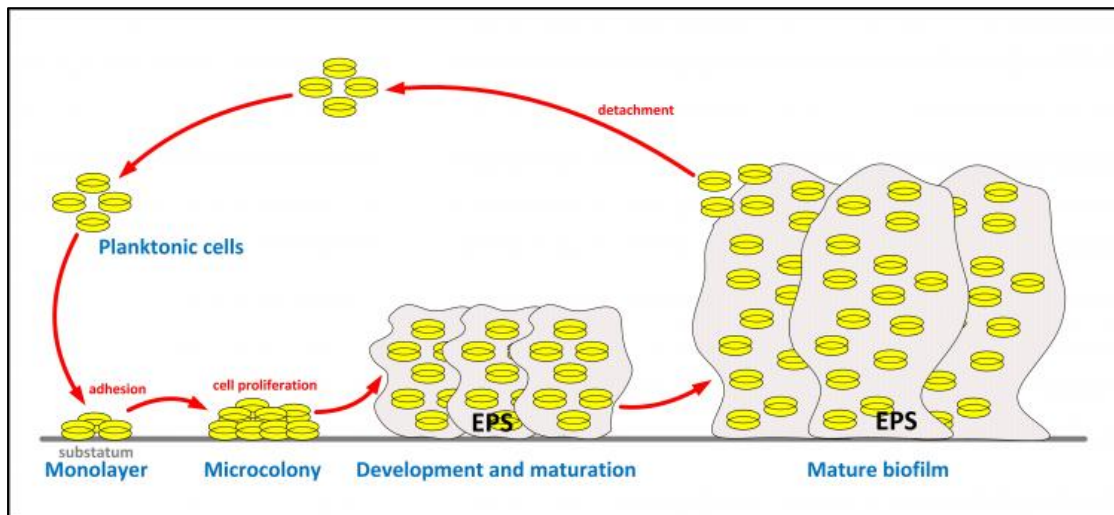 detachment
Planktonic cells
adhesion
cell proliferation
EPS
EPS
substatum
Monolayer
Microcolony
Development and maturation
Mature biofilm